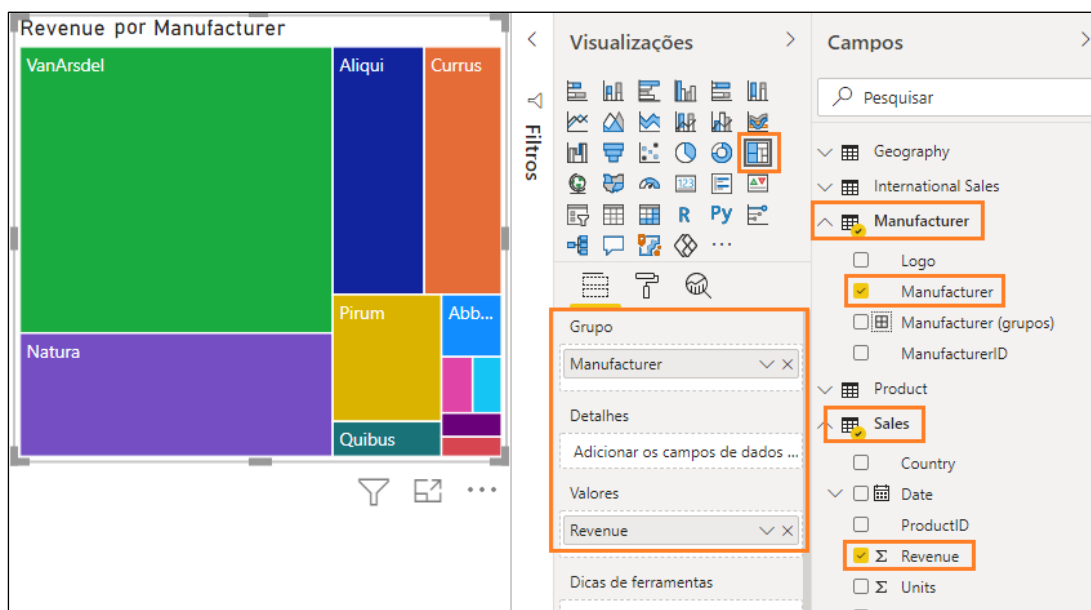 Revenue por Manufacturer
VanArsdel
Aliqui
Currus
Natura
Pirum
Abb...
Quibus
Filtros
Visualizações
123
R
Py
Grupo
Manufacturer
Detalhes
Adicionar os campos de dados ...
Valores
Revenue
Dicas de ferramentas
Campos
Pesquisar
Geography
International Sales
Manufacturer
Logo
Manufacturer
Manufacturer (grupos)
ManufacturerID
Product
Sales
Country
Date
ProductID
Σ Revenue
Σ Units